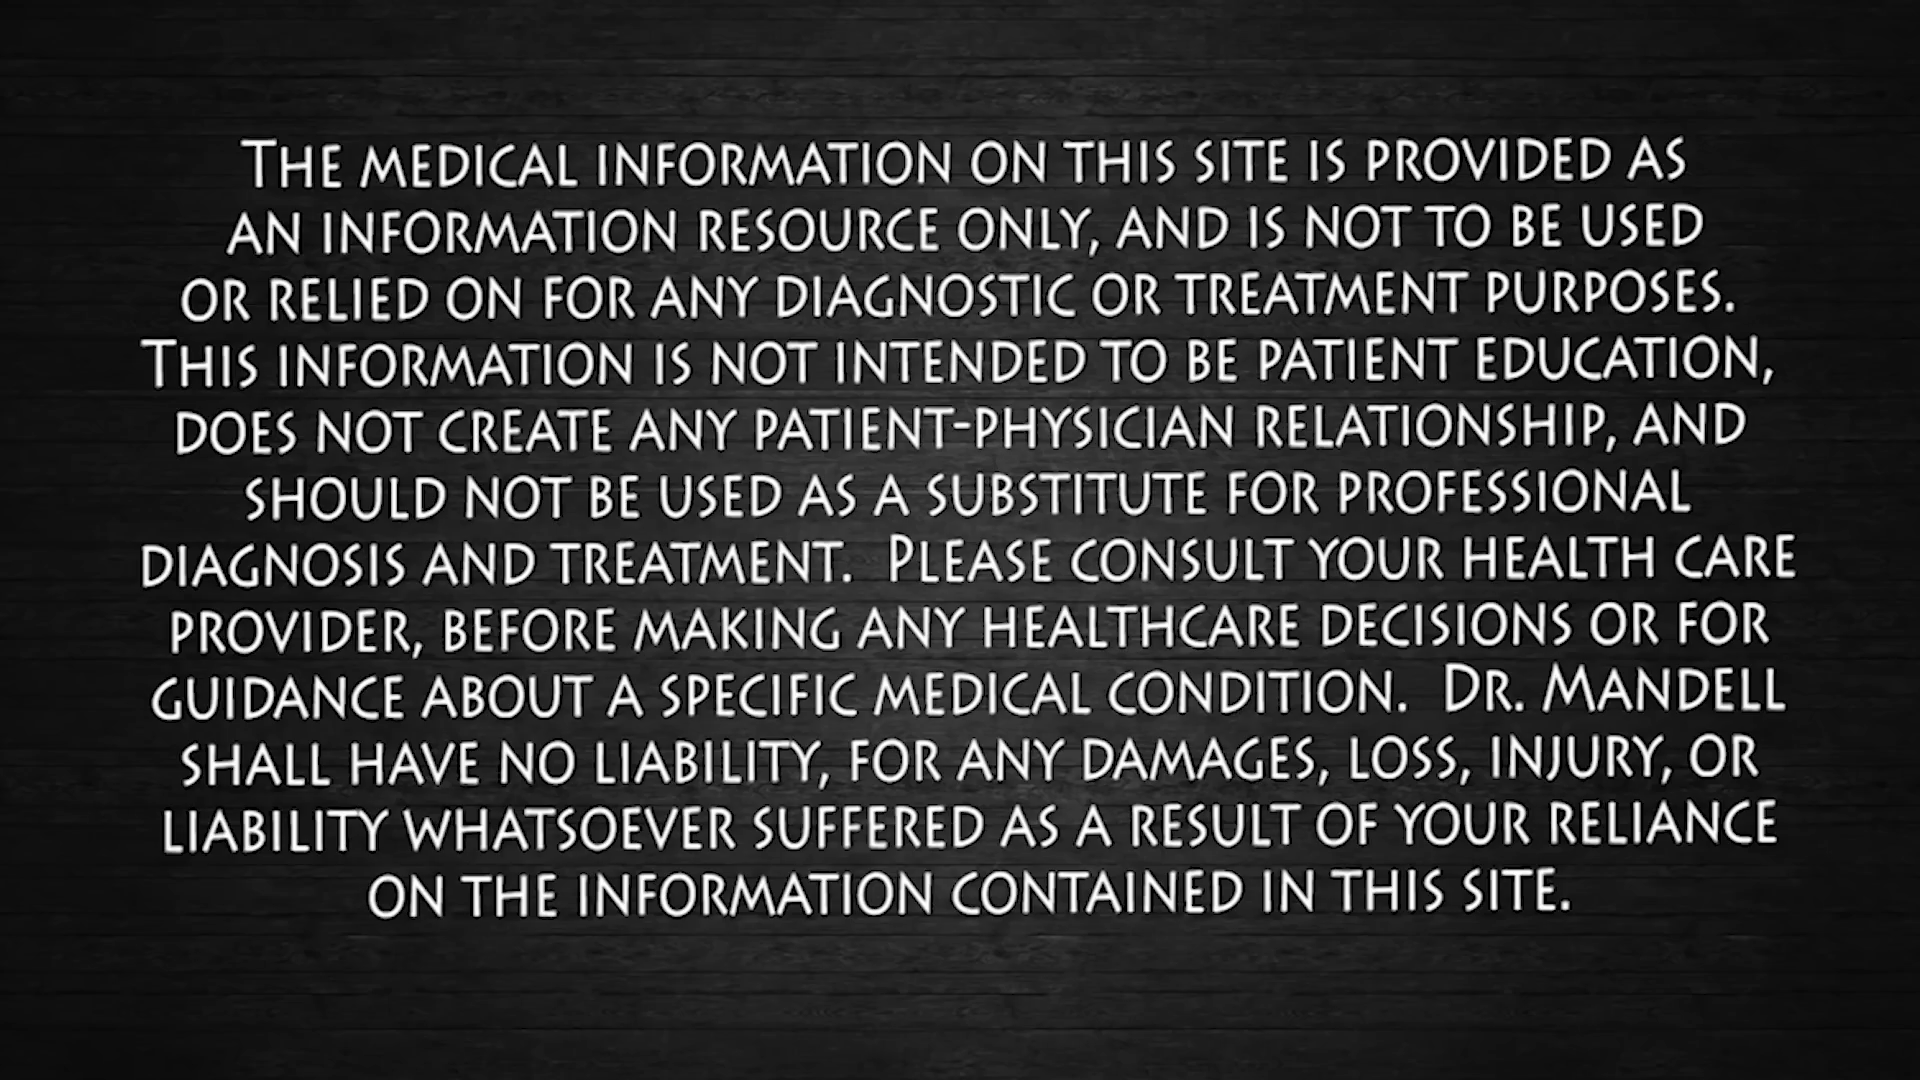 The medical information on this site is provided as
an information resource only, and is not to be used
or relied on for any diagnostic or treatment purposes.
This information is not intended to be patient education,
does not create any patient-physician relationship, and
should not be used as a substitute for professional
diagnosis and treatment.  Please consult your health care
provider, before making any healthcare decisions or for
guidance about a specific medical condition.  Dr. Mandell
shall have no liability, for any damages, loss, injury, or
liability whatsoever suffered as a result of your reliance
on the information contained in this site.